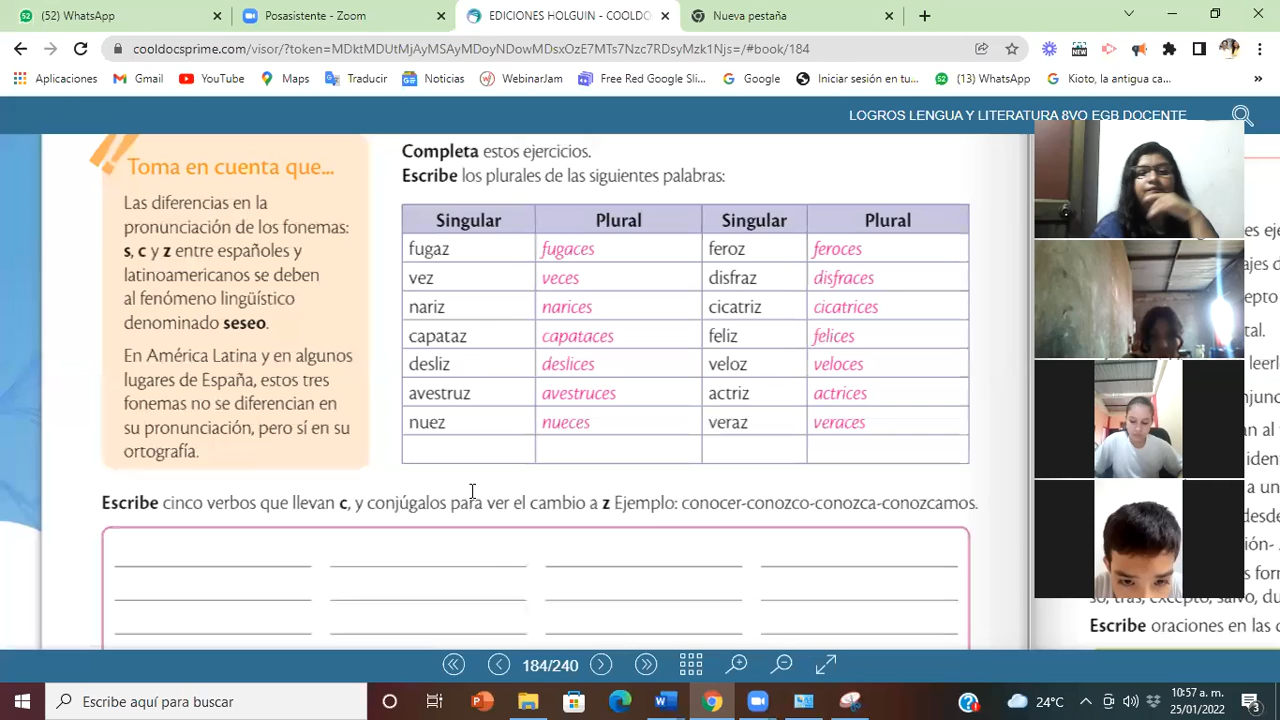 (52) WhatsApp
Posasistente - Zoom
EDICIONES HOLGUIN - COOLDO
Nueva pestaña
cooldocsprime.com/visor/?token=MDktMDUtMjAyMSAyMDoyNDoxMDsxOzE7MTs7Nzc7RDsyMzk1Njs=/#book/184
Aplicaciones
Gmail
YouTube
Maps
Traducir
Noticias
WebinarJam
Free Red Google Sli...
Google
Iniciar sesión en tu...
(13) WhatsApp
Kioto, la antigua ca...
LOGROS LENGUA Y LITERATURA 8VO EGB DOCENTE
Toma en cuenta que...
Las diferencias en la
pronunciación de los fonemas:
s, c y z entre españoles y
latinoamericanos se deben
al fenómeno lingüístico
denominado seseo.
En América Latina y en algunos
lugares de España, estos tres
fonemas no se diferencian en
su pronunciación, pero sí en su
ortografía.
Completa estos ejercicios.
Escribe los plurales de las siguientes palabras:
Singular Plural Singular Plural
fugaz fugaces feroz feroces
vez veces disfraz disfraces
nariz narices cicatriz cicatrices
capataz capataces feliz felices
desliz deslices veloz veloces
avestruz avestruces actriz actrices
nuez nueces veraz veraces
Escribe cinco verbos que llevan c, y conjúgalos para ver el cambio a z Ejemplo: conocer-conozco-conozca-conozcamos.
so, tras, excepto, salvo, du
Escribe oraciones en las c
184/240
Escribe aquí para buscar
24°C
10:57 a. m.
25/01/2022
3